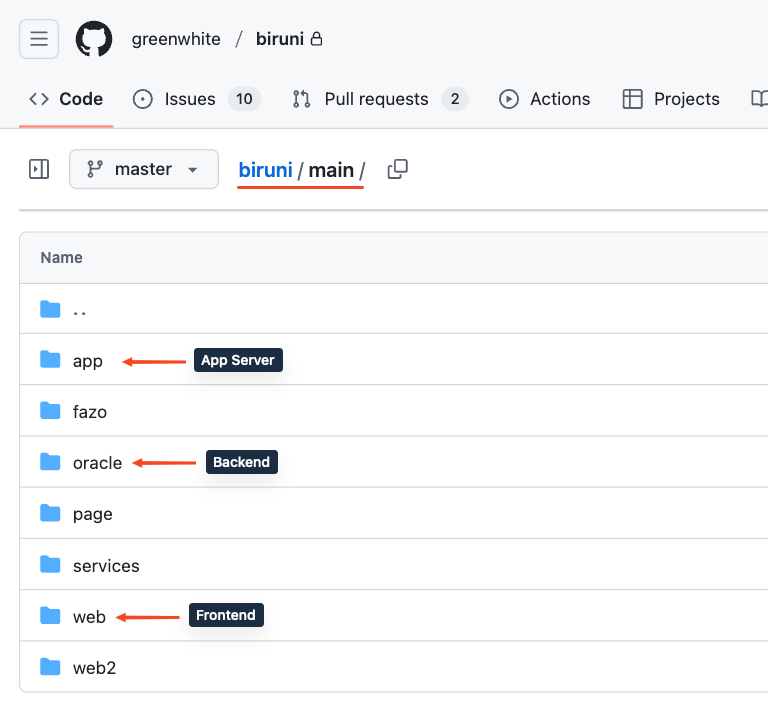 greenwhite / biruni
Code Issues 10 Pull requests 2 Actions Projects
master biruni / main /
Name
..
app App Server
fazo
oracle Backend
page
services
web Frontend
web2